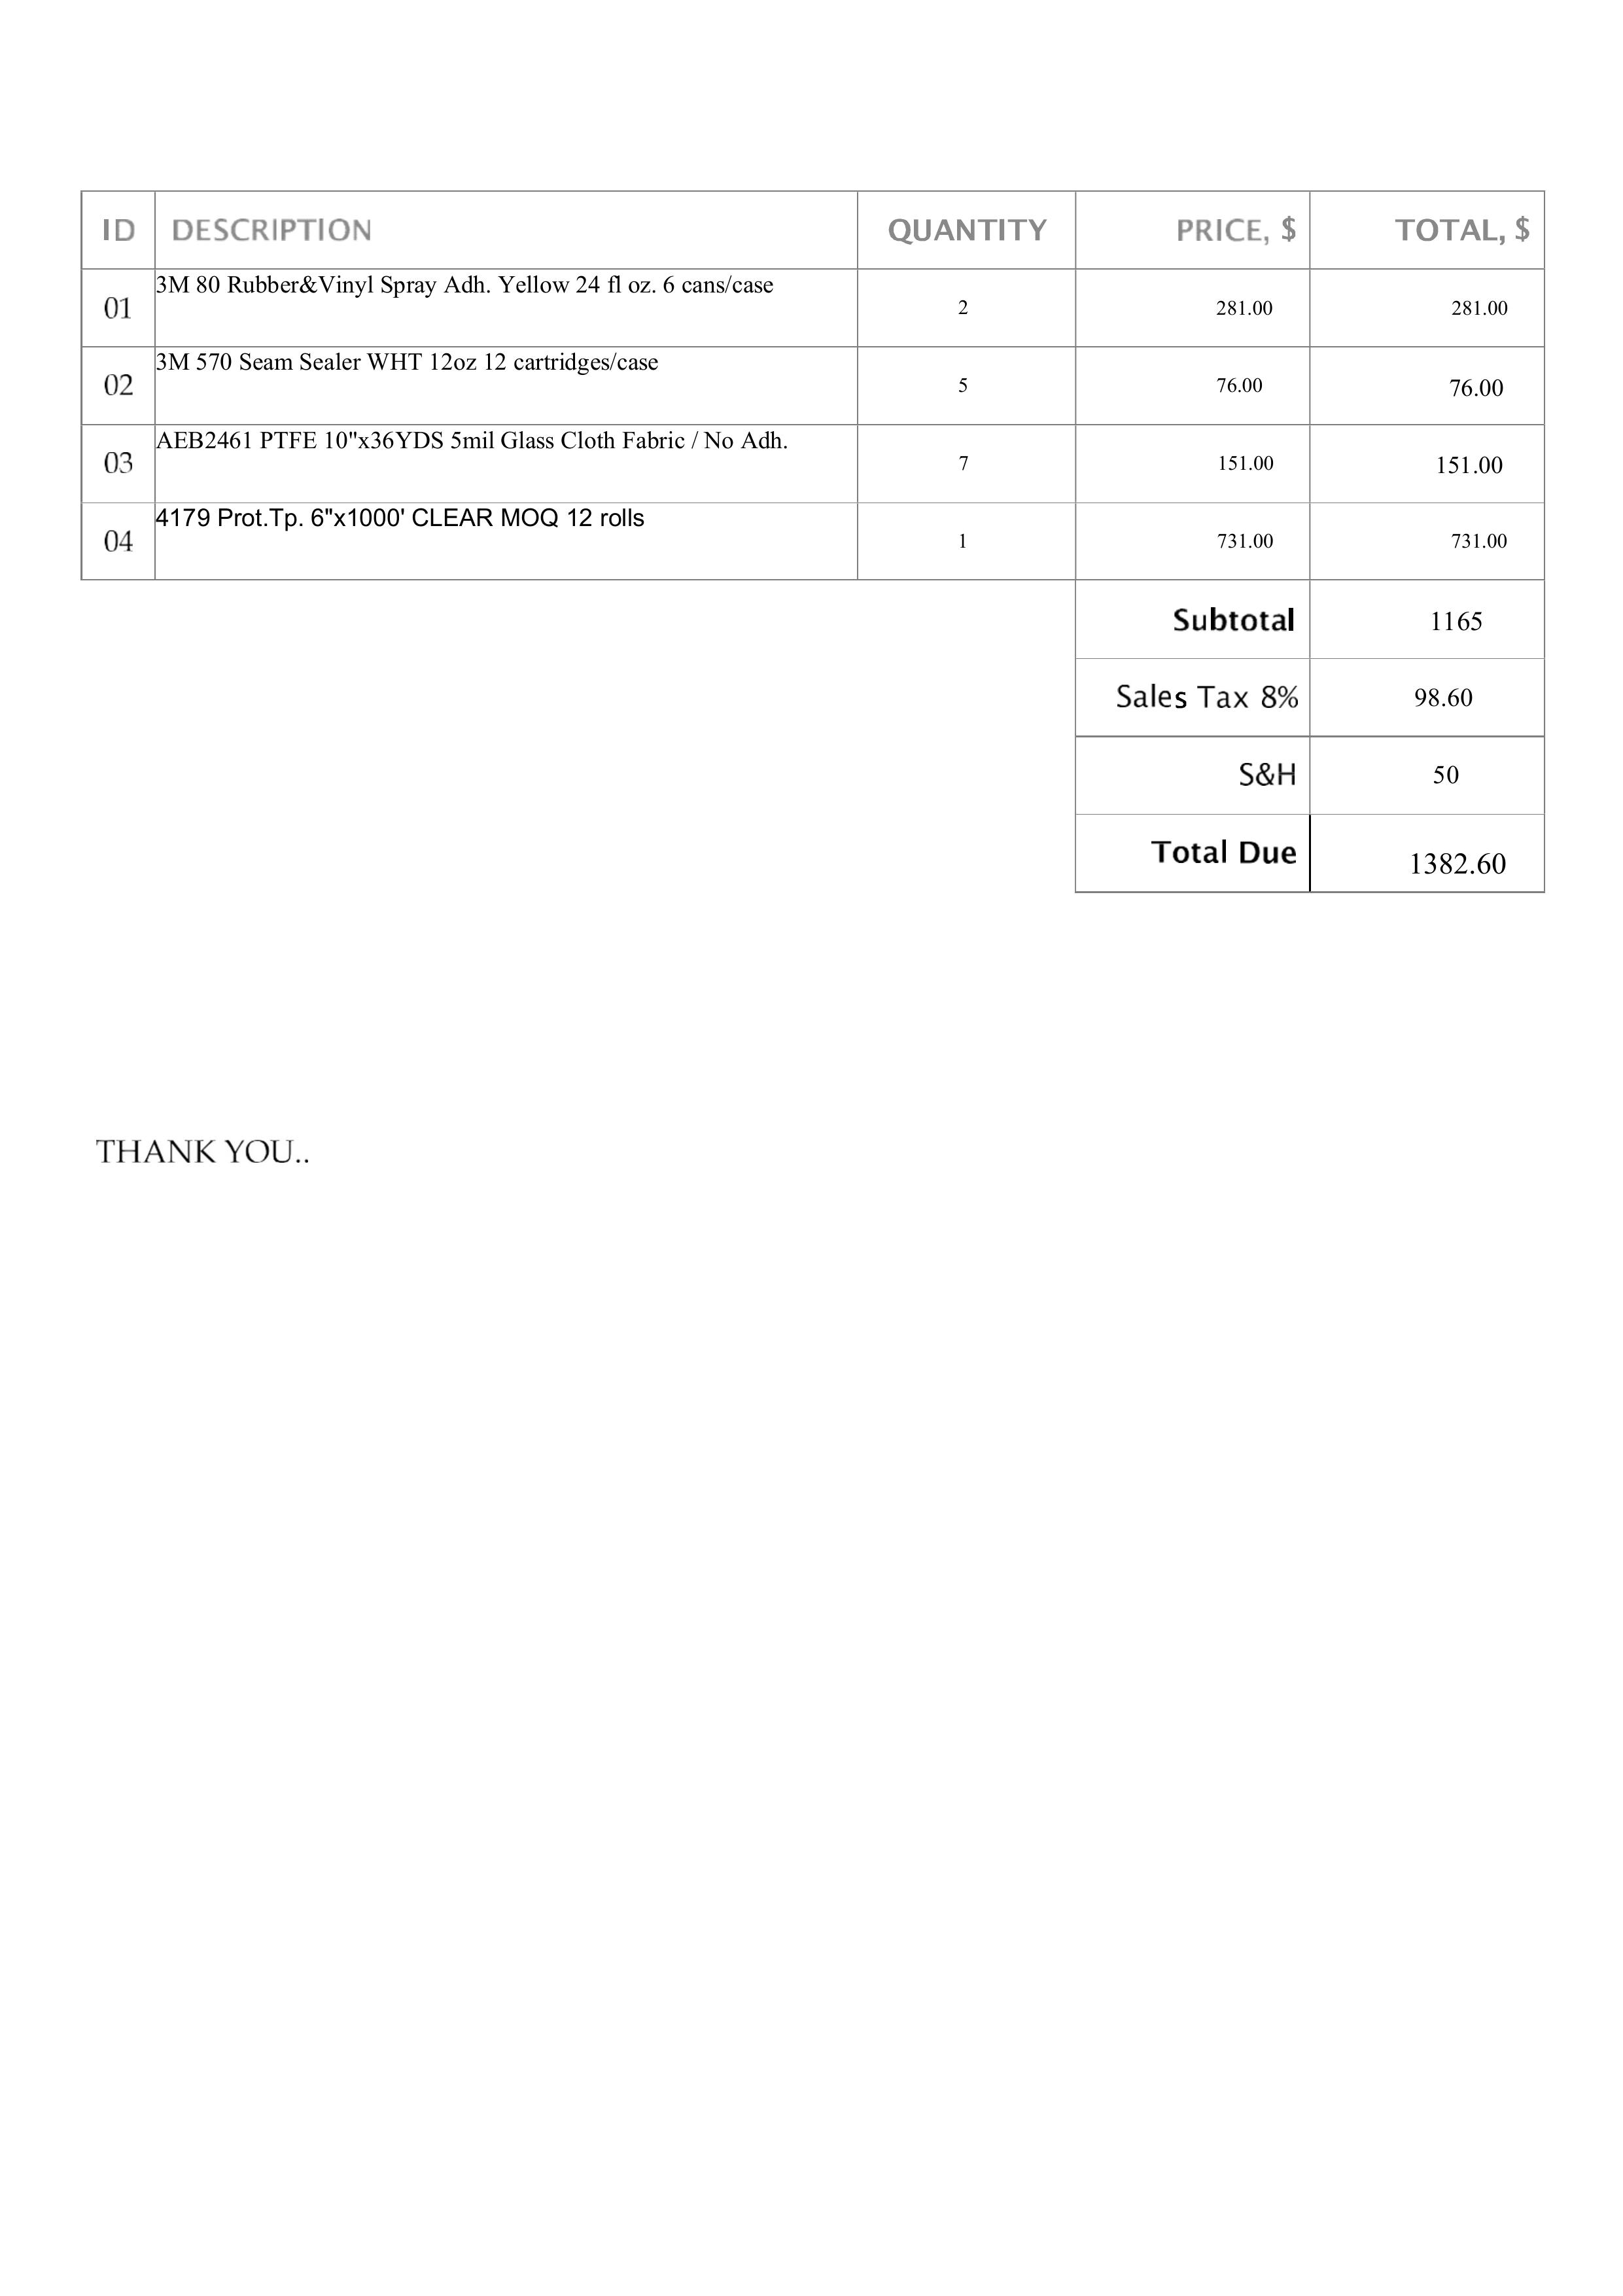 ID DESCRIPTION QUANTITY PRICE, $ TOTAL, $
01 3M 80 Rubber&Vinyl Spray Adh. Yellow 24 fl oz. 6 cans/case 2 281.00 281.00
02 3M 570 Seam Sealer WHT 12oz 12 cartridges/case 5 76.00 76.00
03 AEB2461 PTFE 10"x36YDS 5mil Glass Cloth Fabric / No Adh. 7 151.00 151.00
04 4179 Prot.Tp. 6"x1000' CLEAR MOQ 12 rolls 1 731.00 731.00
Subtotal 1165
Sales Tax 8% 98.60
S&H 50
Total Due 1382.60
THANK YOU..